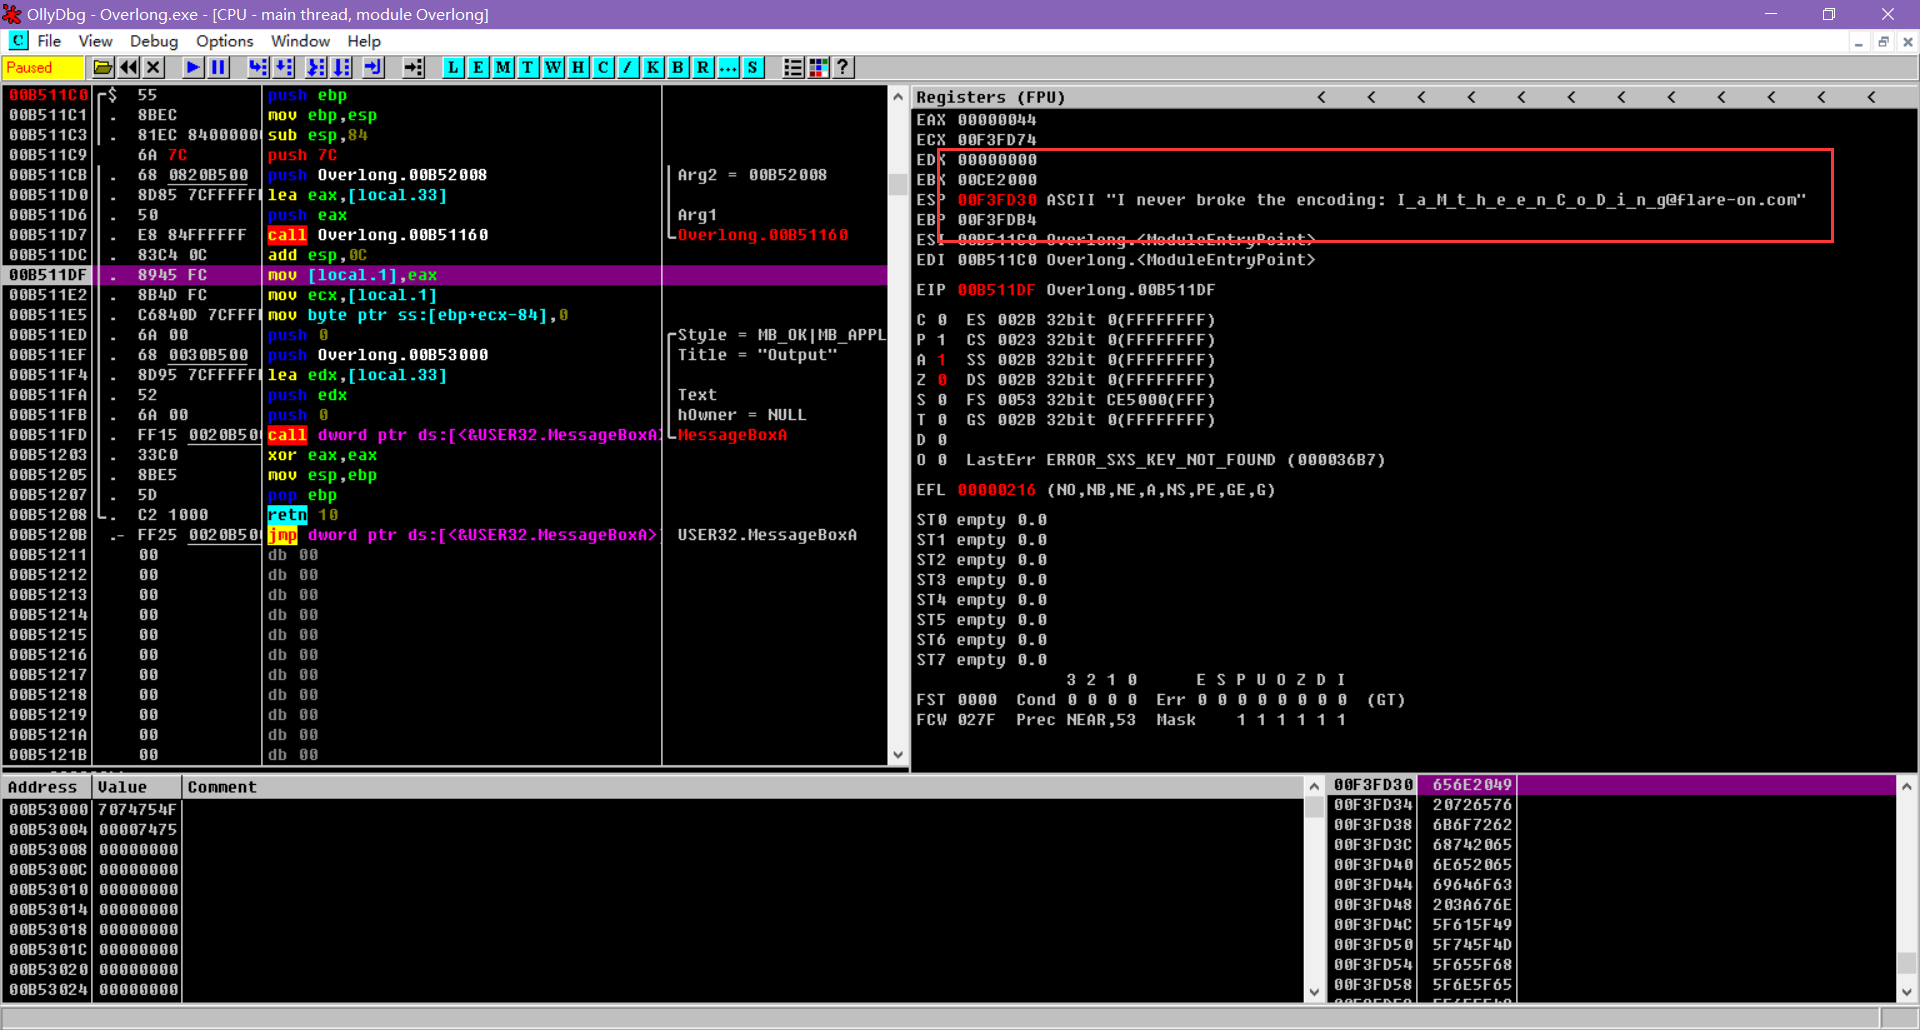 OllyDbg - Overlong.exe - [CPU - main thread, module Overlong]
C File View Debug Options Window Help
Paused L E M T W H C / K B R ... S ?
00B511C0 $ 55 push ebp
00B511C1 . 8BEC mov ebp,esp
00B511C3 . 81EC 8400000 sub esp,84
00B511C9 6A 7C push 7C
00B511CB . 68 0820B500 push Overlong.00B52008 Arg2 = 00B52008
00B511D0 . 8D85 7CFFFFF lea eax,[local.33]
00B511D6 . 50 push eax Arg1
00B511D7 . E8 84FFFFFF call Overlong.00B51160 Overlong.00B51160
00B511DC . 83C4 0C add esp,0C
00B511DF . 8945 FC mov [local.1],eax
00B511E2 . 8B4D FC mov ecx,[local.1]
00B511E5 . C6840D 7CFFF mov byte ptr ss:[ebp+ecx-84],0
00B511ED . 6A 00 push 0 Style = MB_OK|MB_APPL
00B511EF . 68 0030B500 push Overlong.00B53000 Title = "Output"
00B511F4 . 8D95 7CFFFFF lea edx,[local.33]
00B511FA . 52 push edx Text
00B511FB . 6A 00 push 0 hOwner = NULL
00B511FD . FF15 0020B50 call dword ptr ds:[<&USER32.MessageBoxA> MessageBoxA
00B51203 . 33C0 xor eax,eax
00B51205 . 8BE5 mov esp,ebp
00B51207 . 5D pop ebp
00B51208 . C2 1000 retn 10
00B5120B .- FF25 0020B50 jmp dword ptr ds:[<&USER32.MessageBoxA>] USER32.MessageBoxA
00B51211 00 db 00
00B51212 00 db 00
00B51213 00 db 00
00B51214 00 db 00
00B51215 00 db 00
00B51216 00 db 00
00B51217 00 db 00
00B51218 00 db 00
00B51219 00 db 00
00B5121A 00 db 00
00B5121B 00 db 00
Registers (FPU) < < < < < < < < < < < <
EAX 00000044
ECX 00F3FD74
EDX 00000000
EBX 00CE2000
ESP 00F3FD30 ASCII "I never broke the encoding: I_a_M_t_h_e_e_n_C_o_D_i_n_g@flare-on.com"
EBP 00F3FDB4
ESI 00B511C0 Overlong.<ModuleEntryPoint>
EDI 00B511C0 Overlong.<ModuleEntryPoint>
EIP 00B511DF Overlong.00B511DF
C 0 ES 002B 32bit 0(FFFFFFFF)
P 1 CS 0023 32bit 0(FFFFFFFF)
A 1 SS 002B 32bit 0(FFFFFFFF)
Z 0 DS 002B 32bit 0(FFFFFFFF)
S 0 FS 0053 32bit CE5000(FFF)
T 0 GS 002B 32bit 0(FFFFFFFF)
D 0
O 0 LastErr ERROR_SXS_KEY_NOT_FOUND (000036B7)
EFL 00000216 (NO,NB,NE,A,NS,PE,GE,G)
ST0 empty 0.0
ST1 empty 0.0
ST2 empty 0.0
ST3 empty 0.0
ST4 empty 0.0
ST5 empty 0.0
ST6 empty 0.0
ST7 empty 0.0
3 2 1 0 E S P U O Z D I
FST 0000 Cond 0 0 0 0 Err 0 0 0 0 0 0 0 0 (GT)
FCW 027F Prec NEAR,53 Mask 1 1 1 1 1 1
Address Value Comment
00B53000 7074754F
00B53004 00007475
00B53008 00000000
00B5300C 00000000
00B53010 00000000
00B53014 00000000
00B53018 00000000
00B5301C 00000000
00B53020 00000000
00B53024 00000000
00F3FD30 656E2049
00F3FD34 20726576
00F3FD38 6B6F7262
00F3FD3C 68742065
00F3FD40 6E652065
00F3FD44 69646F63
00F3FD48 203A676E
00F3FD4C 5F615F49
00F3FD50 5F745F4D
00F3FD54 5F655F68
00F3FD58 5F6E5F65